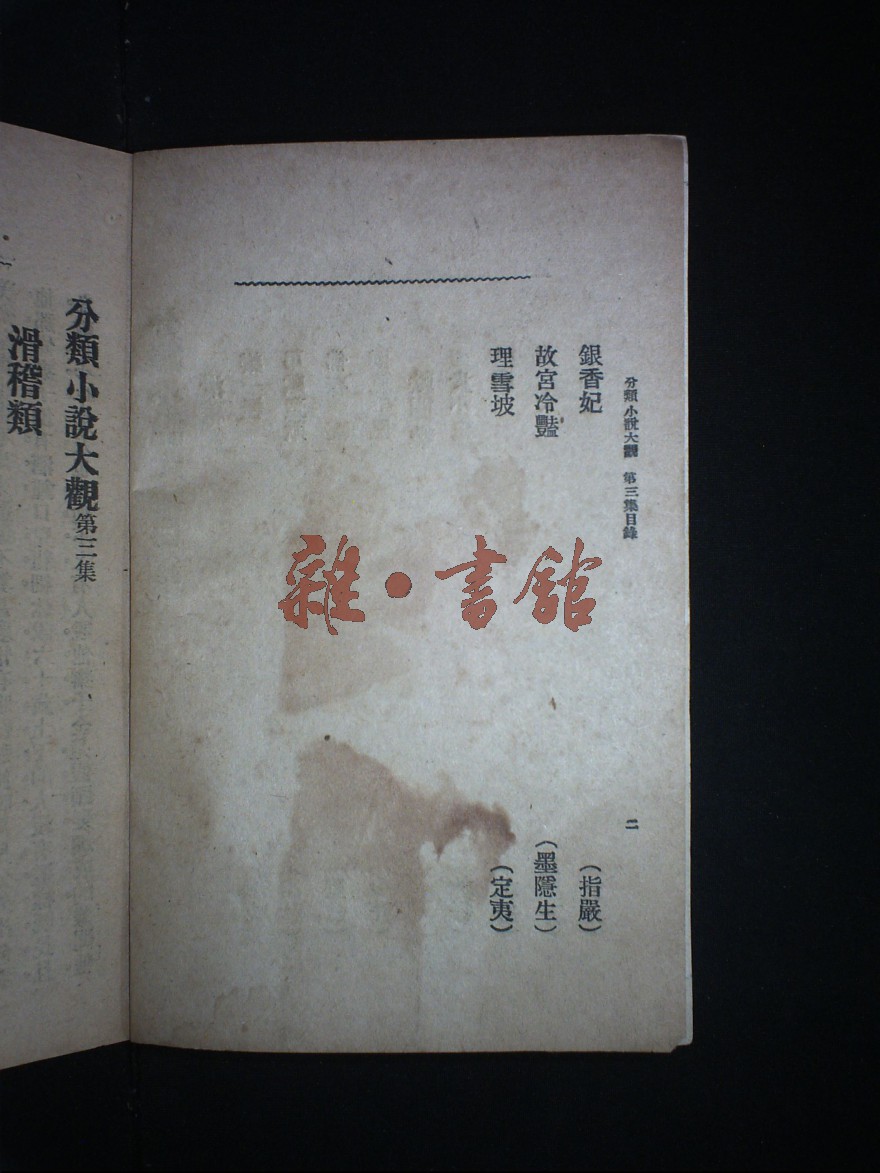 分類小說大觀 第三集目錄 二
銀香妃 (指嚴)
故宮冷豔 (墨隱生)
理雪坡 (定夷)
雜·書館
分類小說大觀第三集
滑稽類